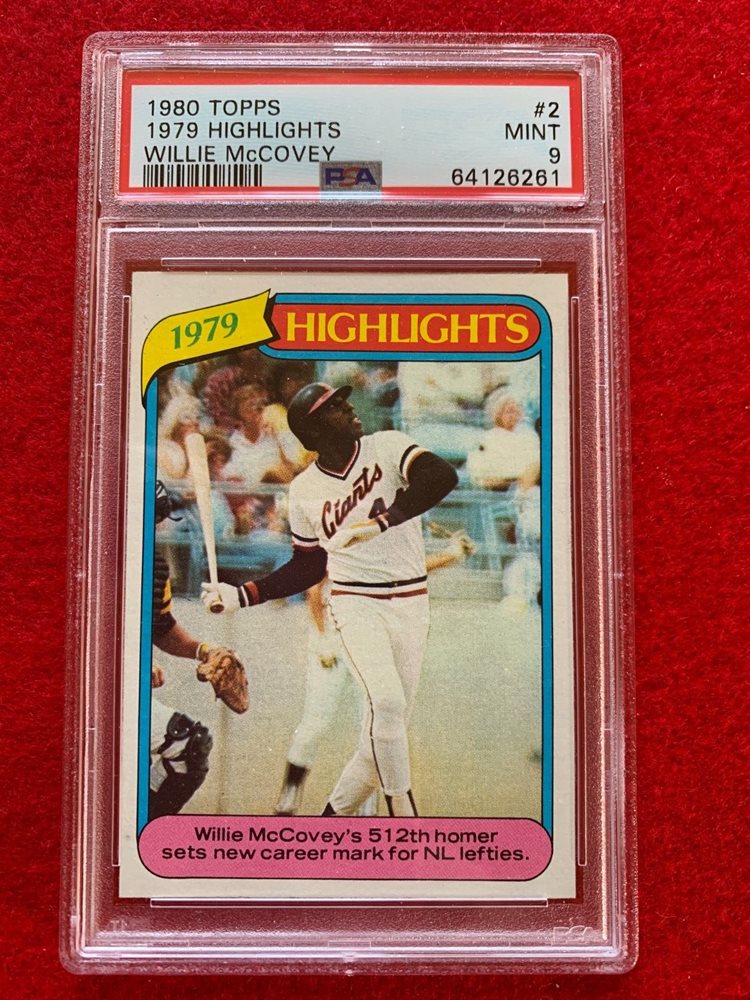 1980 TOPPS #2
1979 HIGHLIGHTS MINT
WILLIE McCOVEY 9
PSA 64126261
1979 HIGHLIGHTS
Giants
Willie McCovey's 512th homer
sets new career mark for NL lefties.